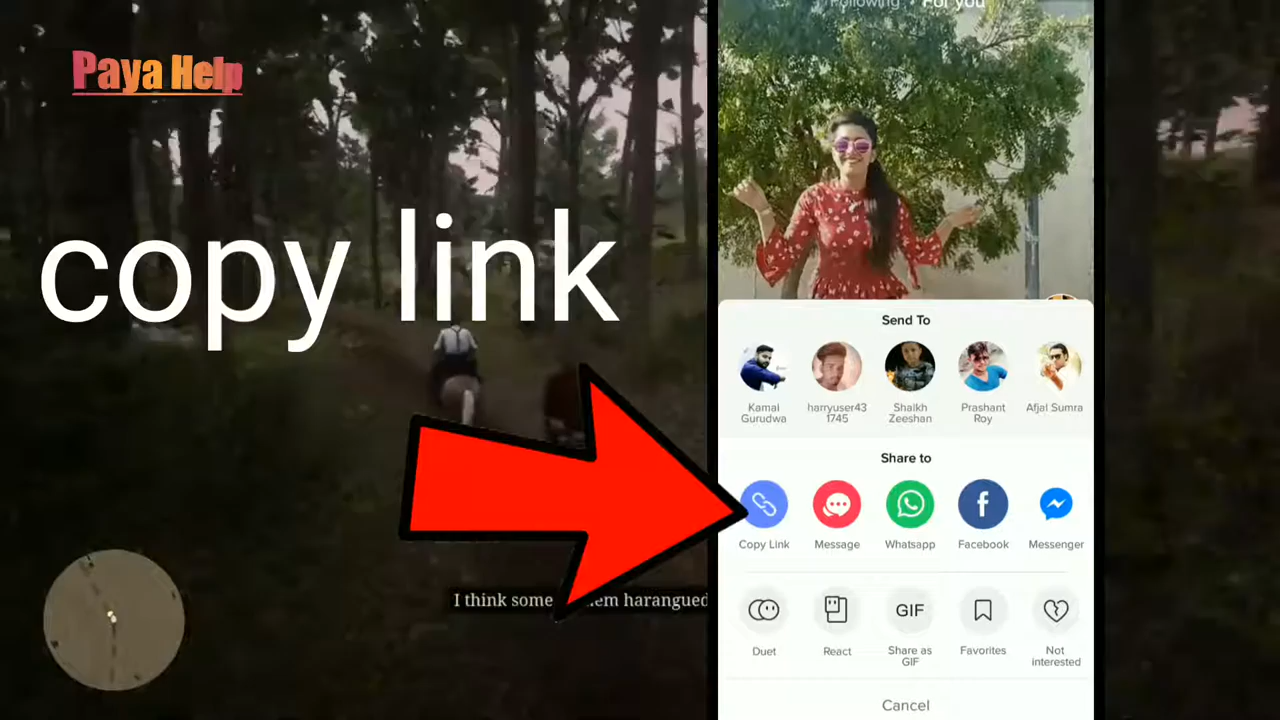 Following For you
Paya Help
copy link
Send To
Kamal Gurudwa
harryuser43 1745
Shaikh Zeeshan
Prashant Roy
Afjal Sumra
Share to
Copy Link
Message
Whatsapp
Facebook
Messenger
I think some
harangued
Duet
React
GIF
Share as GIF
Favorites
Not interested
Cancel